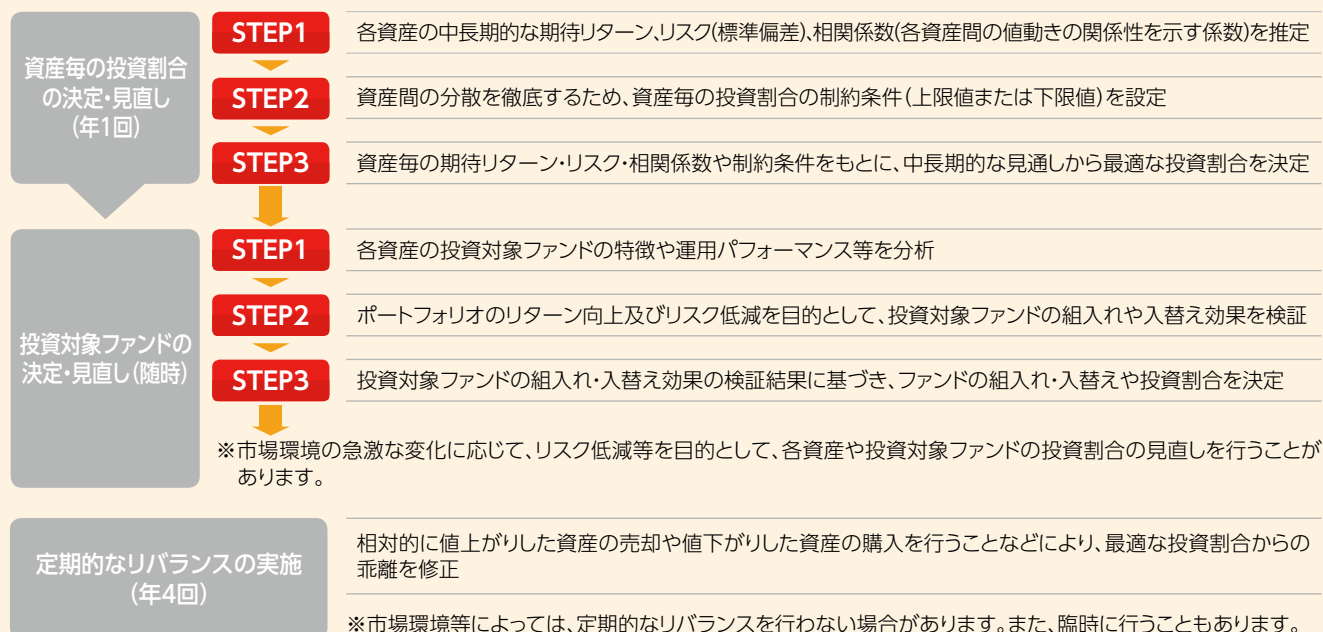 資産毎の投資割合
の決定・見直し
(年1回)
STEP1
各資産の中長期的な期待リターン、リスク(標準偏差)、相関係数(各資産間の値動きの関係性を示す係数)を推定
STEP2
資産間の分散を徹底するため、資産毎の投資割合の制約条件(上限値または下限値)を設定
STEP3
資産毎の期待リターン・リスク・相関係数や制約条件をもとに、中長期的な見通しから最適な投資割合を決定
投資対象ファンドの
決定・見直し(随時)
STEP1
各資産の投資対象ファンドの特徴や運用パフォーマンス等を分析
STEP2
ポートフォリオのリターン向上及びリスク低減を目的として、投資対象ファンドの組入れや入替え効果を検証
STEP3
投資対象ファンドの組入れ・入替え効果の検証結果に基づき、ファンドの組入れ・入替えや投資割合を決定
※市場環境の急激な変化に応じて、リスク低減等を目的として、各資産や投資対象ファンドの投資割合の見直しを行うことが
あります。
定期的なリバランスの実施
(年4回)
相対的に値上がりした資産の売却や値下がりした資産の購入を行うことなどにより、最適な投資割合からの
乖離を修正
※市場環境等によっては、定期的なリバランスを行わない場合があります。また、臨時に行うこともあります。